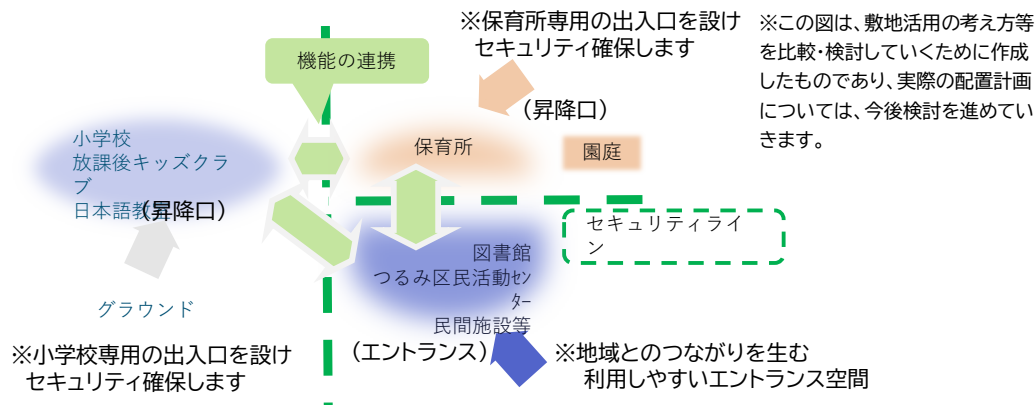 ※保育所専用の出入口を設け
セキュリティ確保します
※この図は、敷地活用の考え方等
を比較・検討していくために作成
したものであり、実際の配置計画
については、今後検討を進めてい
きます。
機能の連携
(昇降口)
小学校
放課後キッズクラ
ブ
日本語教
(昇降口)
保育所
園庭
セキュリティライ
ン
図書館
つるみ区民活動セン
ター
民間施設等
グラウンド
※小学校専用の出入口を設け
セキュリティ確保します
(エントランス)
※地域とのつながりを生む
利用しやすいエントランス空間